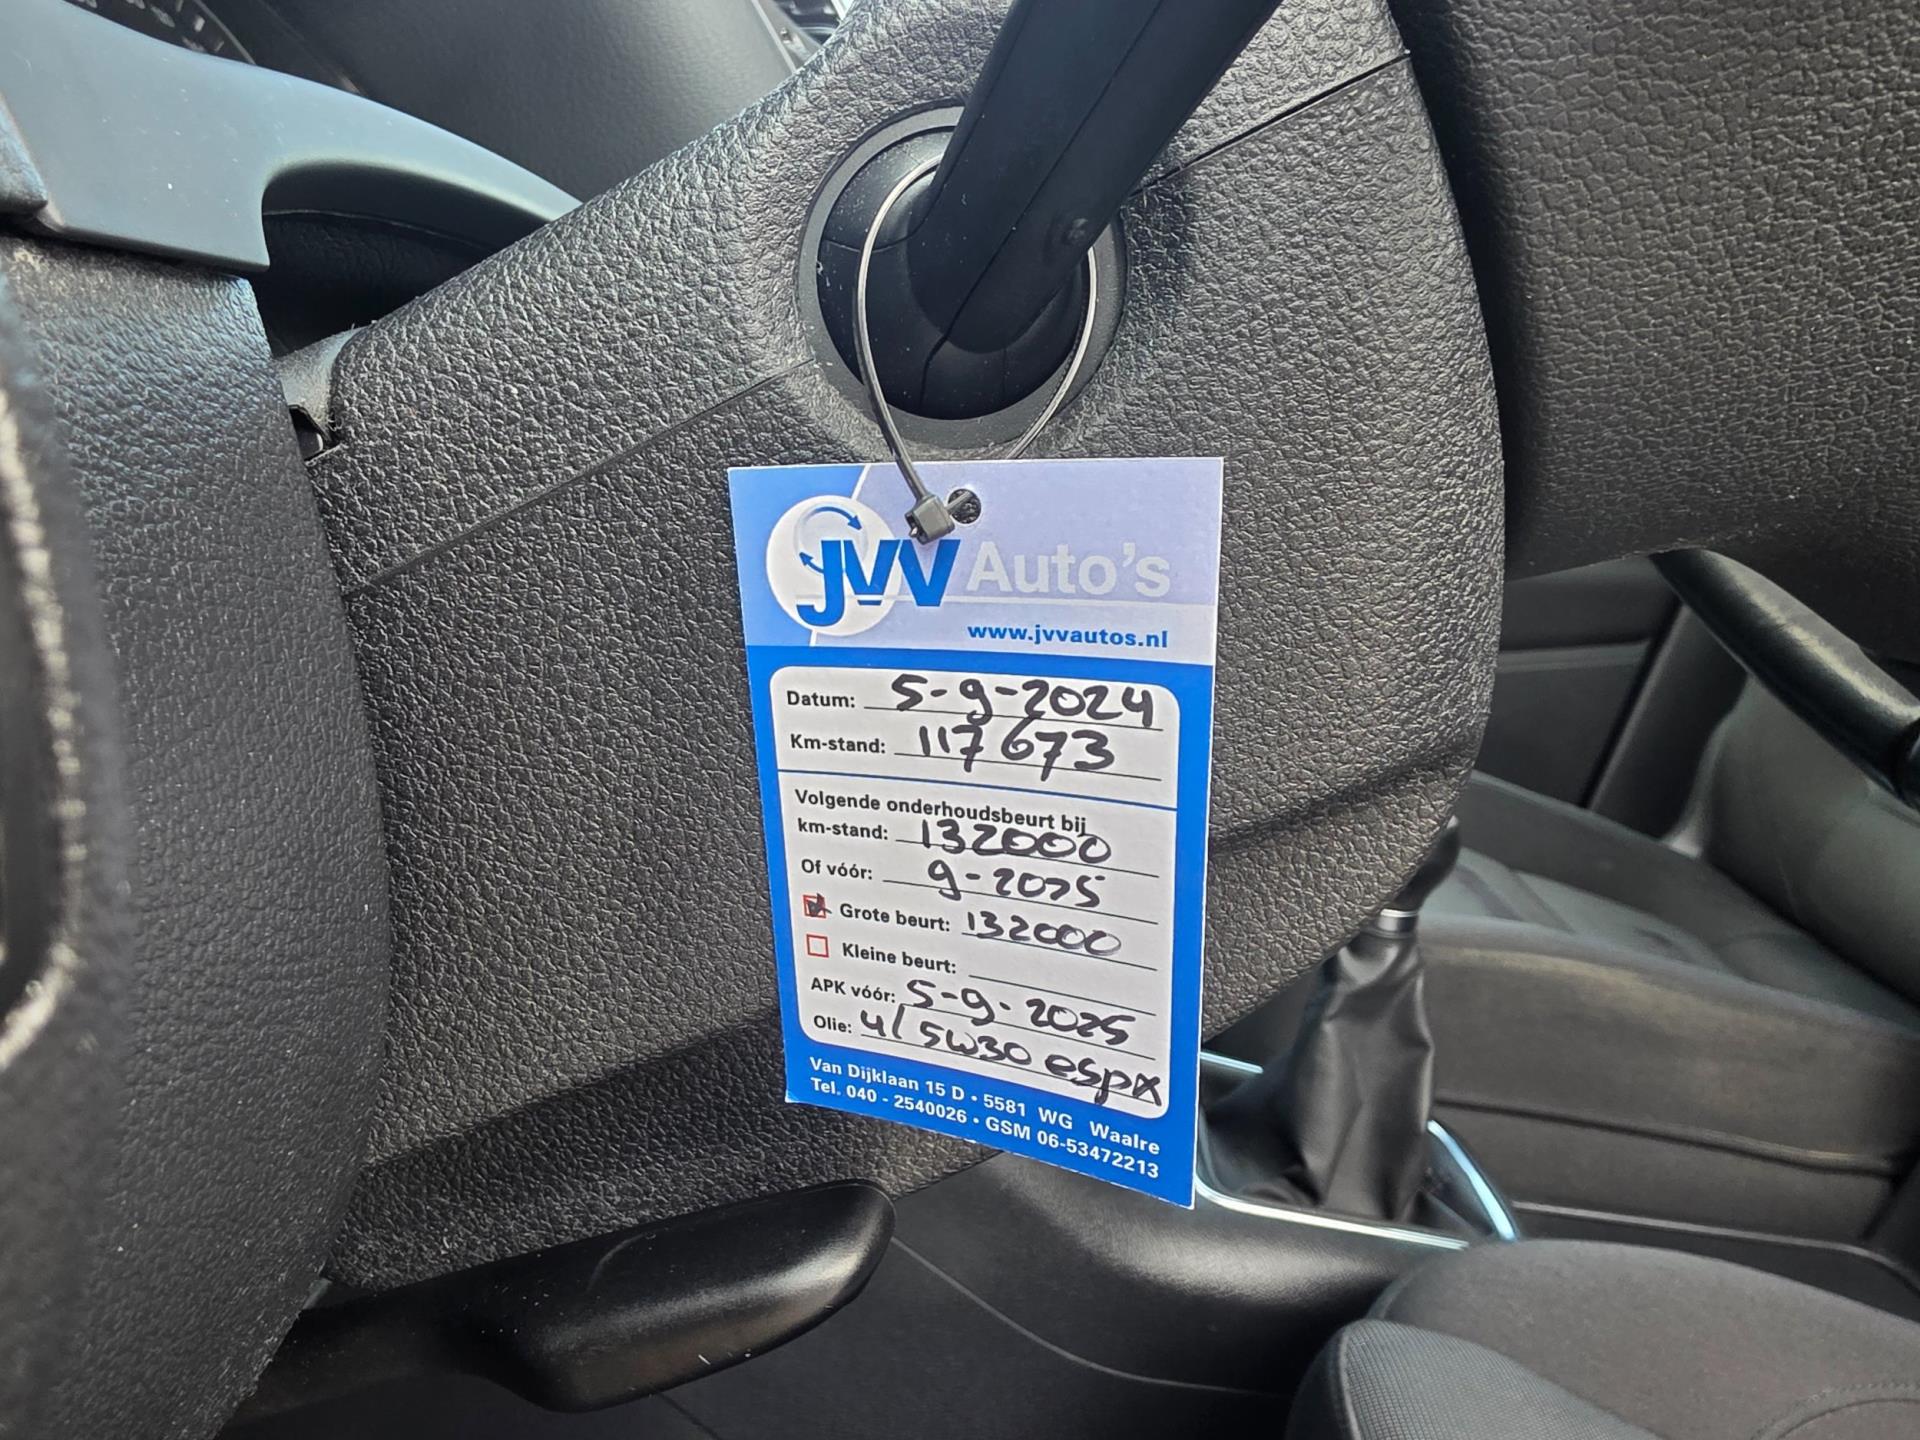 JVV Auto's
www.jvvautos.nl
Datum: 5-9-2024
Km-stand: 117673
Volgende onderhoudsbeurt bij
km-stand: 132000
Of vóór: 9-2025
Grote beurt: 132000
Kleine beurt:
APK vóór: 5-9-2025
Olie: 4l 5W30 espx
Van Dijklaan 15 D • 5581 WG Waalre
Tel. 040 - 2540026 • GSM 06-53472213